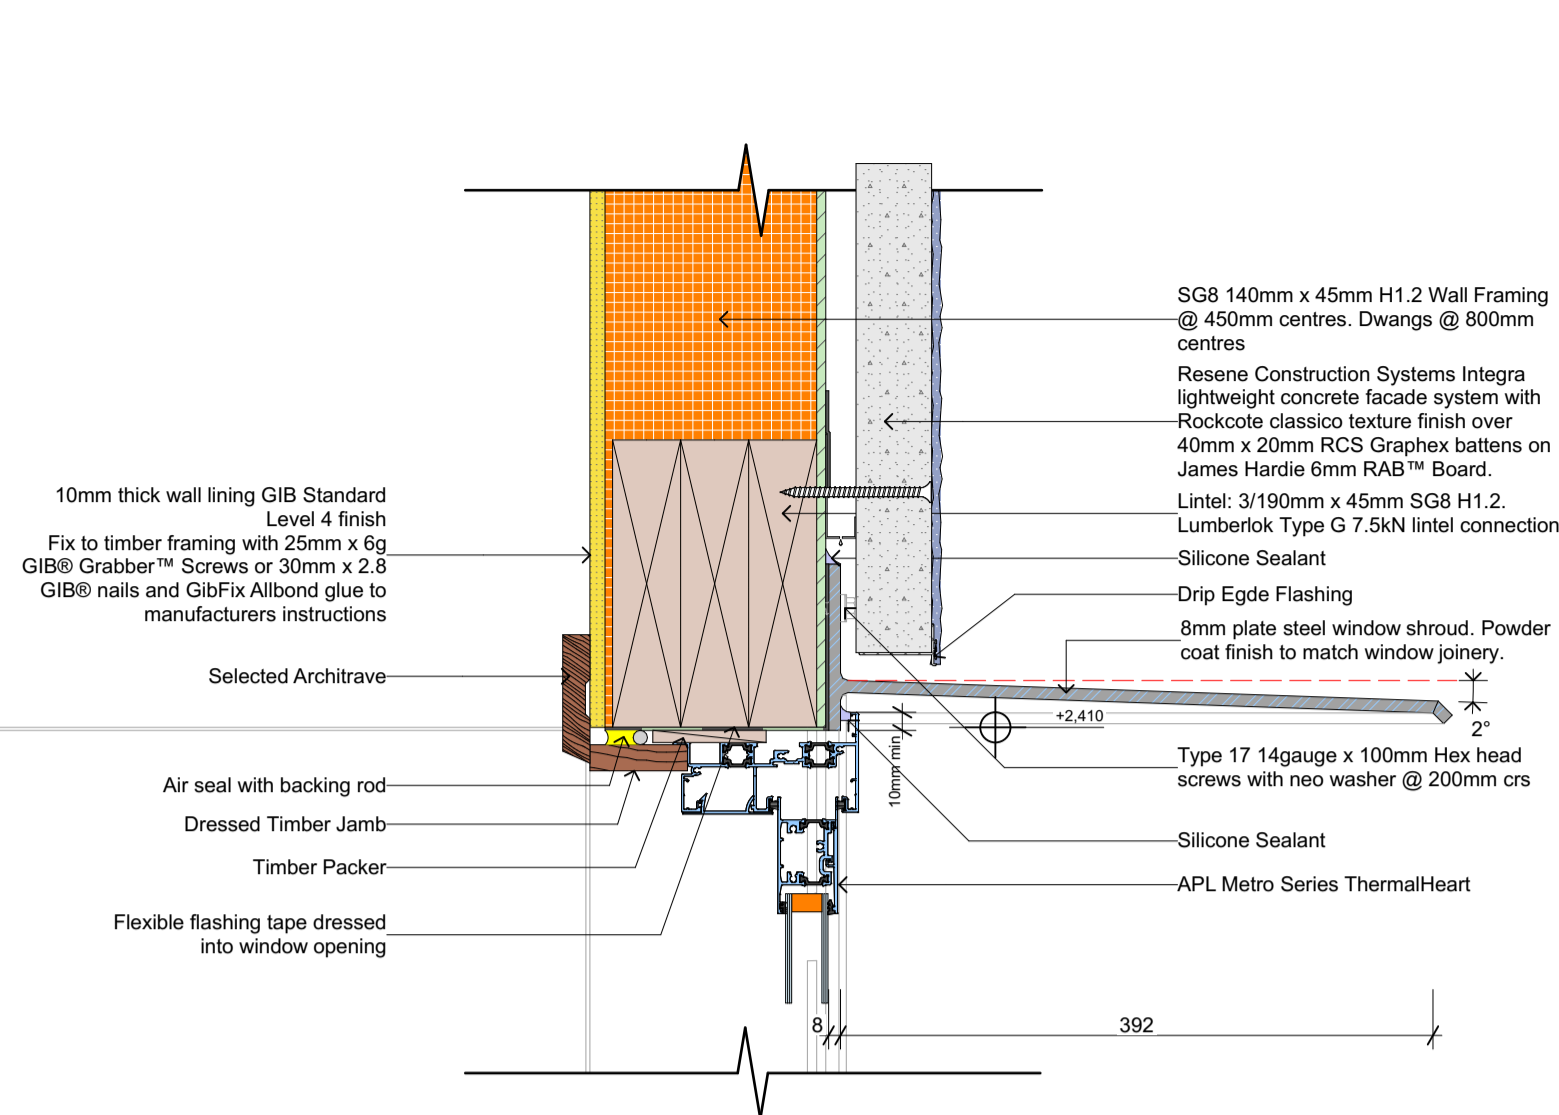 SG8 140mm x 45mm H1.2 Wall Framing
@ 450mm centres. Dwangs @ 800mm
centres
Resene Construction Systems Integra
lightweight concrete facade system with
Rockcote classico texture finish over
40mm x 20mm RCS Graphex battens on
James Hardie 6mm RAB™ Board.
10mm thick wall lining GIB Standard
Level 4 finish
Fix to timber framing with 25mm x 6g
GIB® Grabber™ Screws or 30mm x 2.8
GIB® nails and GibFix Allbond glue to
manufacturers instructions
Lintel: 3/190mm x 45mm SG8 H1.2.
Lumberlok Type G 7.5kN lintel connection
Silicone Sealant
Drip Egde Flashing
8mm plate steel window shroud. Powder
coat finish to match window joinery.
Selected Architrave
+2,410
2°
10mm min
Type 17 14gauge x 100mm Hex head
screws with neo washer @ 200mm crs
Air seal with backing rod
Dressed Timber Jamb
Silicone Sealant
Timber Packer
APL Metro Series ThermalHeart
Flexible flashing tape dressed
into window opening
8
392